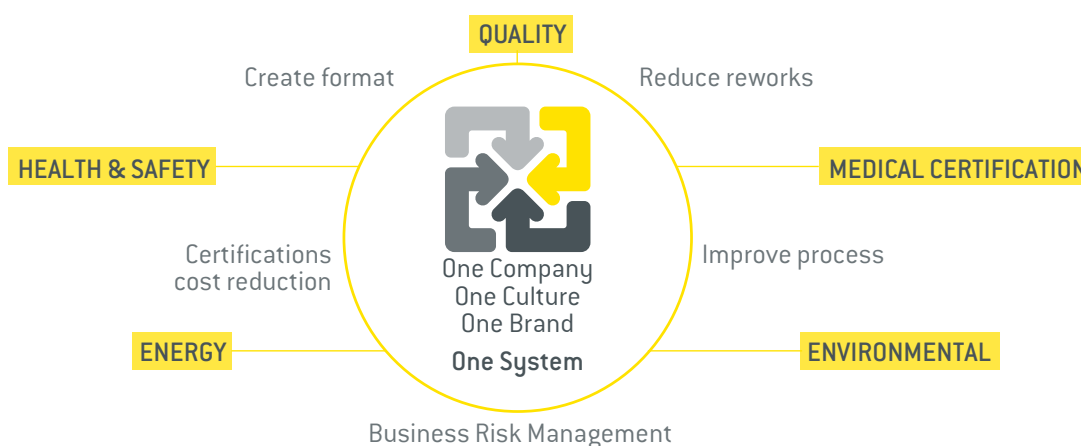 QUALITY
Create format
Reduce reworks
HEALTH & SAFETY
MEDICAL CERTIFICATION
Certifications
cost reduction
Improve process
One Company
One Culture
One Brand
One System
ENERGY
ENVIRONMENTAL
Business Risk Management